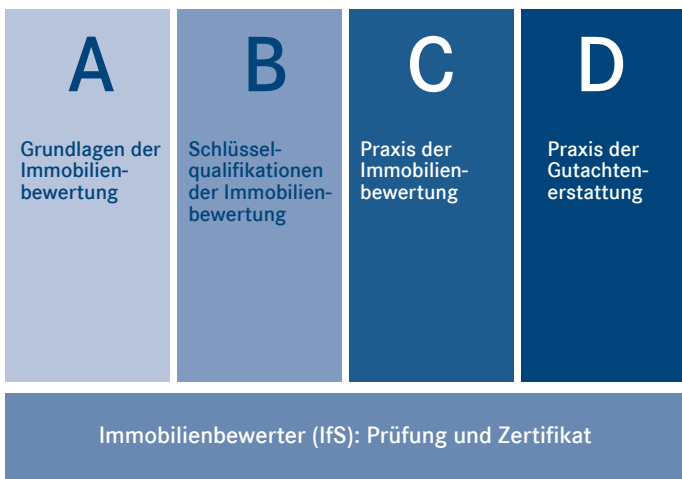 A
Grundlagen der
Immobilien-
bewertung
B
Schlüssel-
qualifikationen
der Immobilien-
bewertung
C
Praxis der
Immobilien-
bewertung
D
Praxis der
Gutachten-
erstattung
Immobilienbewerter (IfS): Prüfung und Zertifikat